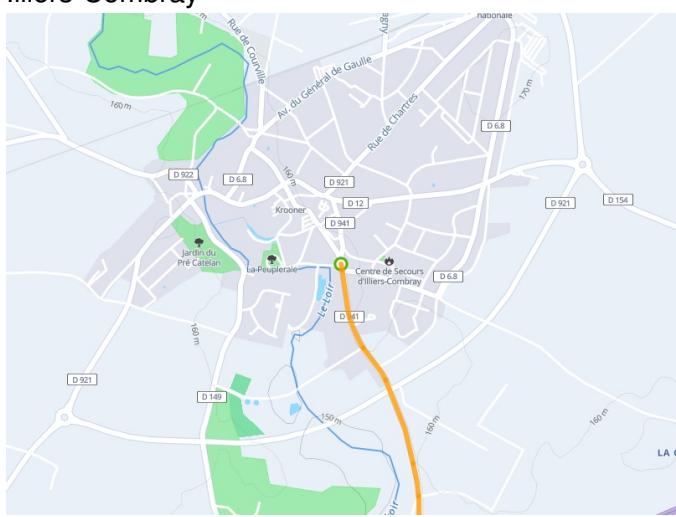 Illiers-Combray
nationale
Rue de Courville
Av. du Général de Gaulle
Rue de Chartres
160 m
170 m
D 6.8
D 922
D 6.8
160 m
D 921
D 12
D 921
D 154
Krooner
D 941
Jardin du
Pré Catelan
La Peupleraie
Centre de Secours
d'Illiers-Combray
D 6.8
Le Loir
160 m
D 921
D 149
150 m
160 m
160 m
LA